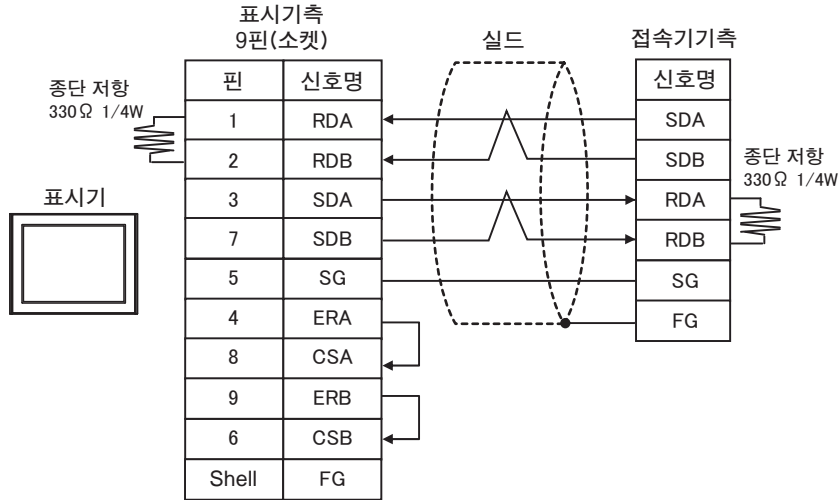 표시기측
9핀(소켓)
실드
접속기기측
종단 저항
330Ω 1/4W
핀 신호명
1 RDA
2 RDB
3 SDA
7 SDB
5 SG
4 ERA
8 CSA
9 ERB
6 CSB
Shell FG
표시기
신호명
SDA
SDB
RDA
RDB
SG
FG
종단 저항
330Ω 1/4W